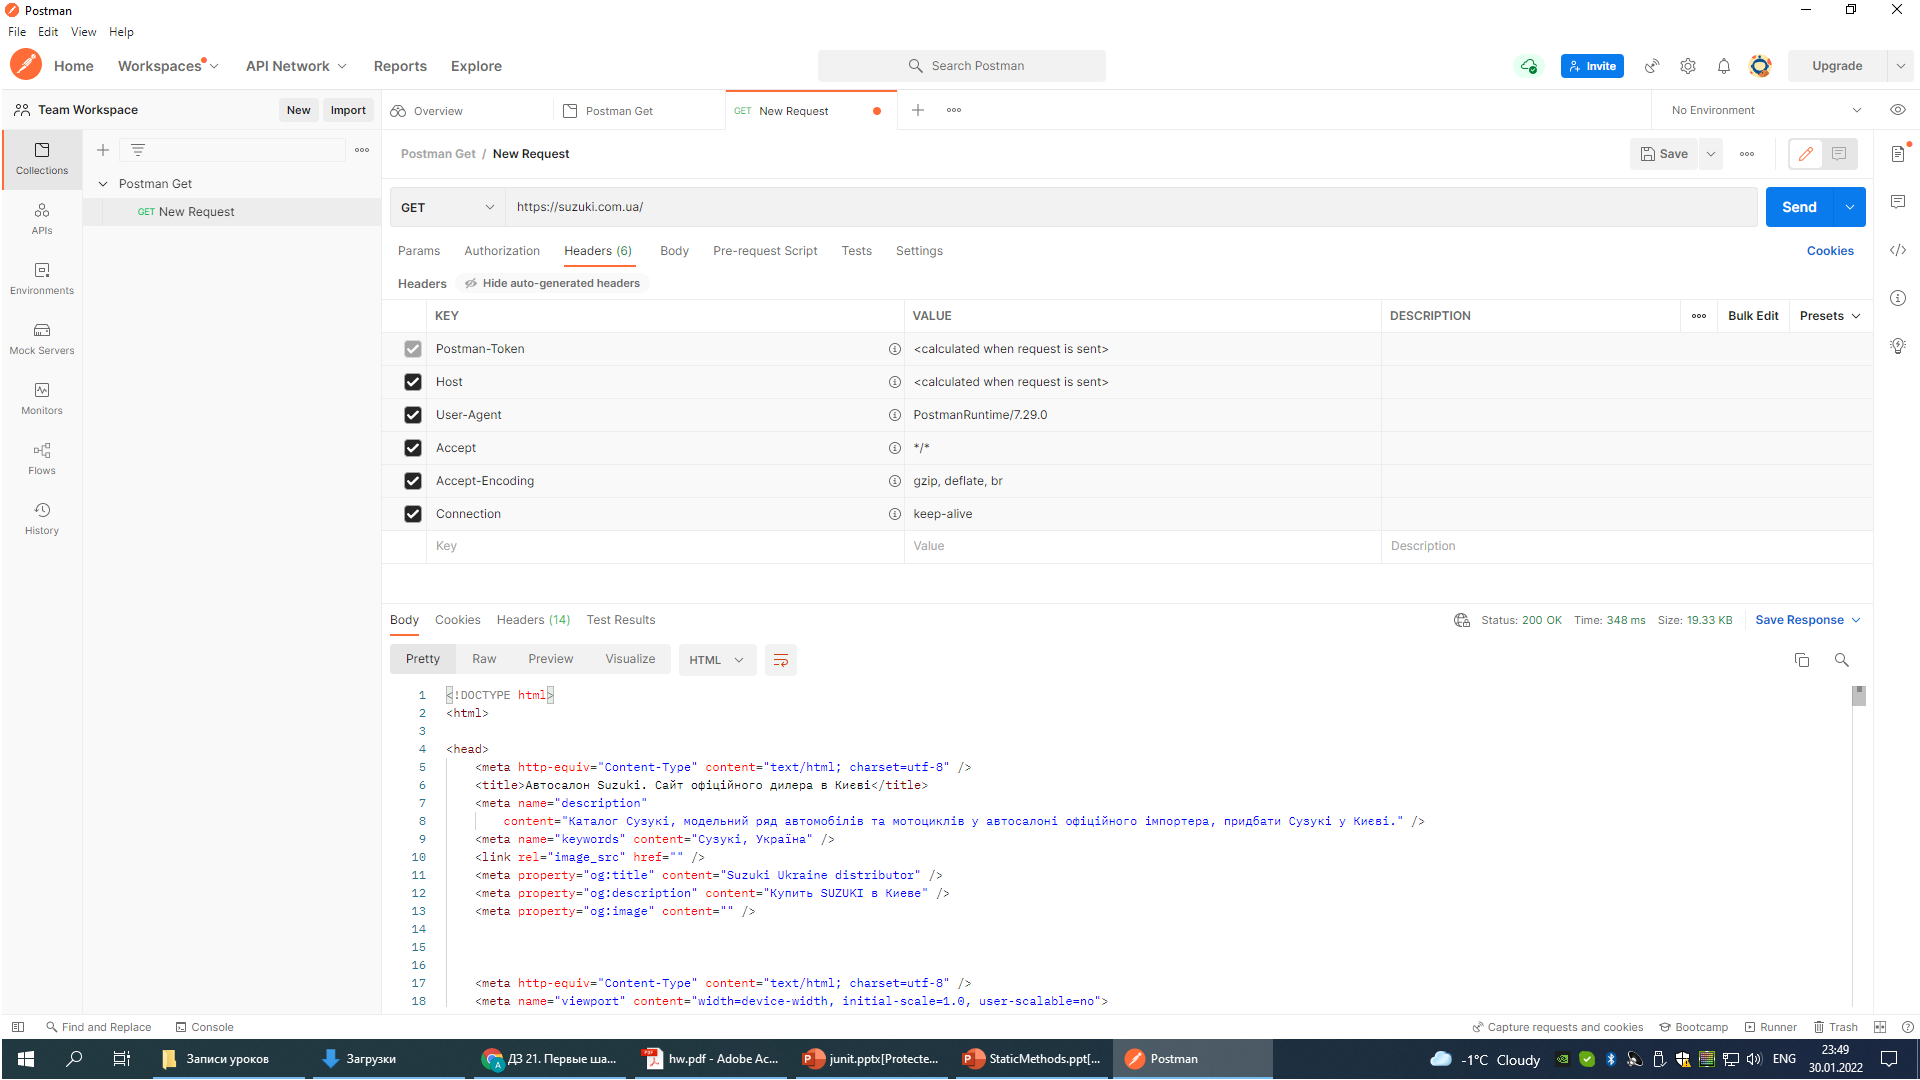 Postman
File Edit View Help
Home Workspaces API Network Reports Explore Search Postman Invite Upgrade
Team Workspace New Import Overview Postman Get GET New Request No Environment
Collections
APIs
Environments
Mock Servers
Monitors
Flows
History
Postman Get
GET New Request
Postman Get / New Request Save
GET https://suzuki.com.ua/ Send
Params Authorization Headers (6) Body Pre-request Script Tests Settings Cookies
Headers Hide auto-generated headers
KEY VALUE DESCRIPTION Bulk Edit Presets
Postman-Token <calculated when request is sent>
Host <calculated when request is sent>
User-Agent PostmanRuntime/7.29.0
Accept */*
Accept-Encoding gzip, deflate, br
Connection keep-alive
Key Value Description
Body Cookies Headers (14) Test Results Status: 200 OK Time: 348 ms Size: 19.33 KB Save Response
Pretty Raw Preview Visualize HTML
1 <!DOCTYPE html>
2 <html>
3
4 <head>
5 <meta http-equiv="Content-Type" content="text/html; charset=utf-8" />
6 <title>Автосалон Suzuki. Сайт офіційного дилера в Києві</title>
7 <meta name="description"
8 content="Каталог Сузукі, модельний ряд автомобілів та мотоциклів у автосалоні офіційного імпортера, придбати Сузукі у Києві." />
9 <meta name="keywords" content="Сузукі, Україна" />
10 <link rel="image_src" href="" />
11 <meta property="og:title" content="Suzuki Ukraine distributor" />
12 <meta property="og:description" content="Купить SUZUKI в Киеве" />
13 <meta property="og:image" content="" />
14
15
16
17 <meta http-equiv="Content-Type" content="text/html; charset=utf-8" />
18 <meta name="viewport" content="width=device-width, initial-scale=1.0, user-scalable=no">
Find and Replace Console Capture requests and cookies Bootcamp Runner Trash
Записи уроков Загрузки ДЗ 21. Первые ша... hw.pdf - Adobe Ac... junit.pptx[Protecte... StaticMethods.ppt[... Postman -1°C Cloudy ENG 23:49
30.01.2022